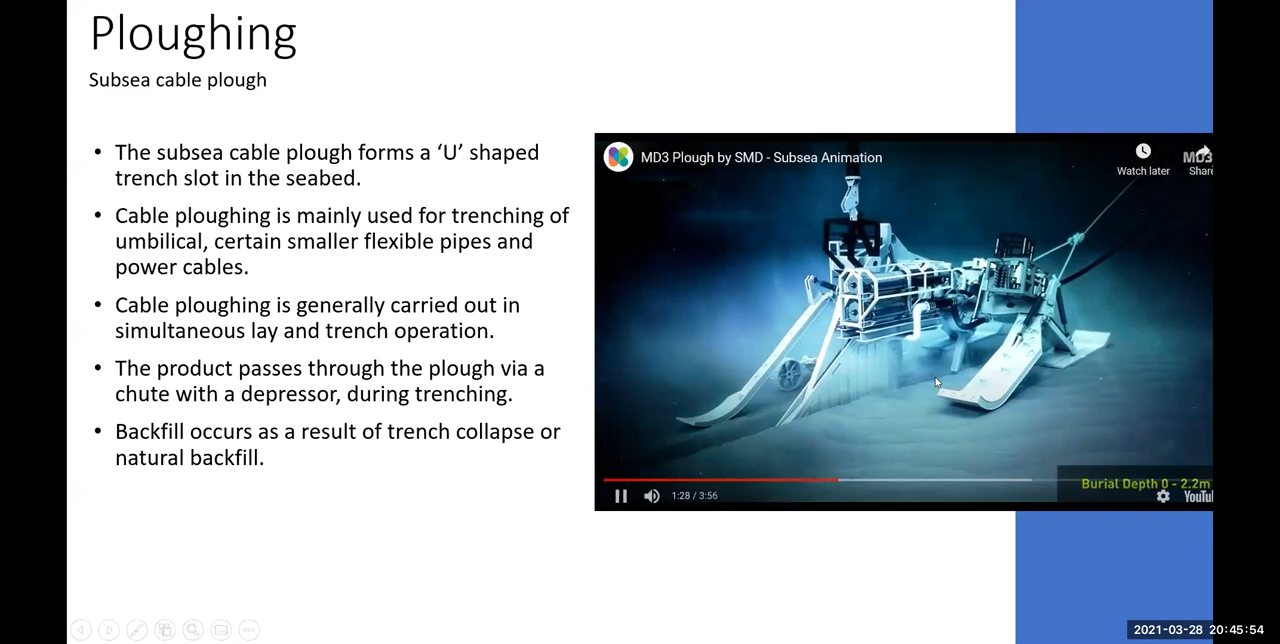 Ploughing
Subsea cable plough
• The subsea cable plough forms a ‘U’ shaped
trench slot in the seabed.
• Cable ploughing is mainly used for trenching of
umbilical, certain smaller flexible pipes and
power cables.
• Cable ploughing is generally carried out in
simultaneous lay and trench operation.
• The product passes through the plough via a
chute with a depressor, during trenching.
• Backfill occurs as a result of trench collapse or
natural backfill.
MD3 Plough by SMD - Subsea Animation
Watch later
Share
MD3
Burial Depth 0 - 2.2m
1:28 / 3:56
YouTu
2021-03-28 20:45:54